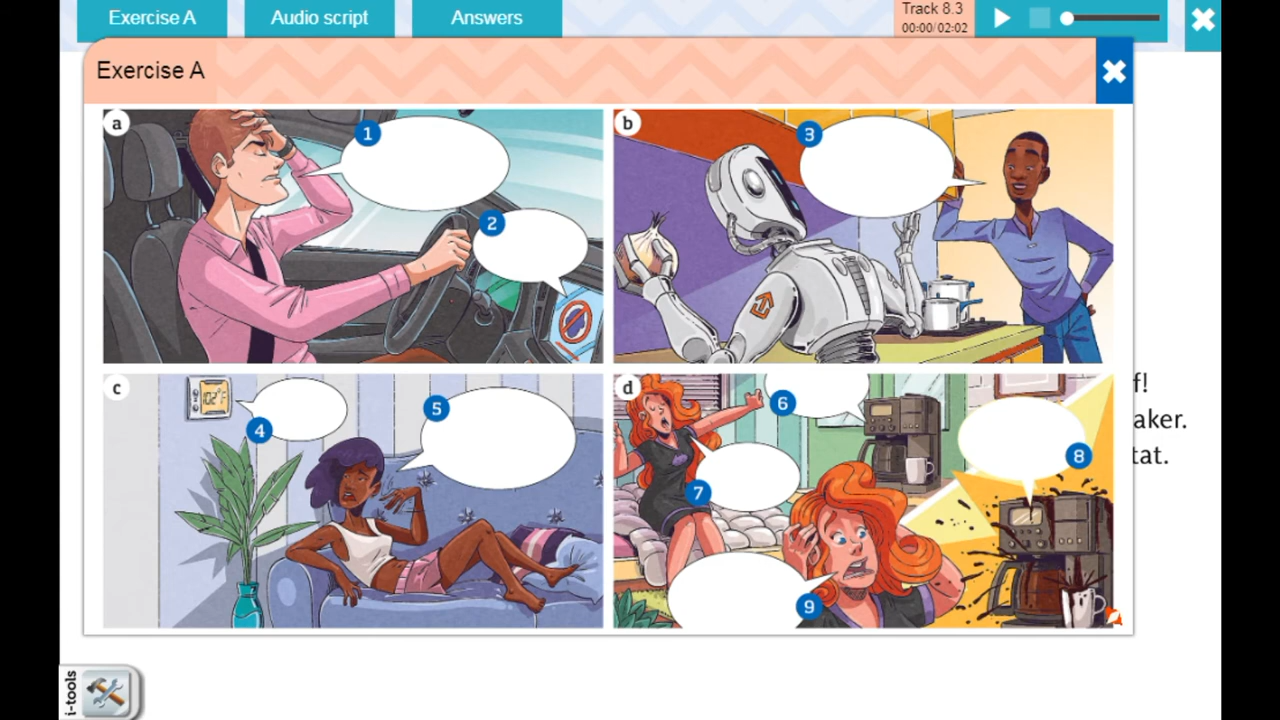 Exercise A
Audio script
Answers
Track 8.3
00:00/02:02
Exercise A
a
1
2
b
3
c
102°F
4
5
d
6
7
8
9
f!
aker.
tat.
i-tools